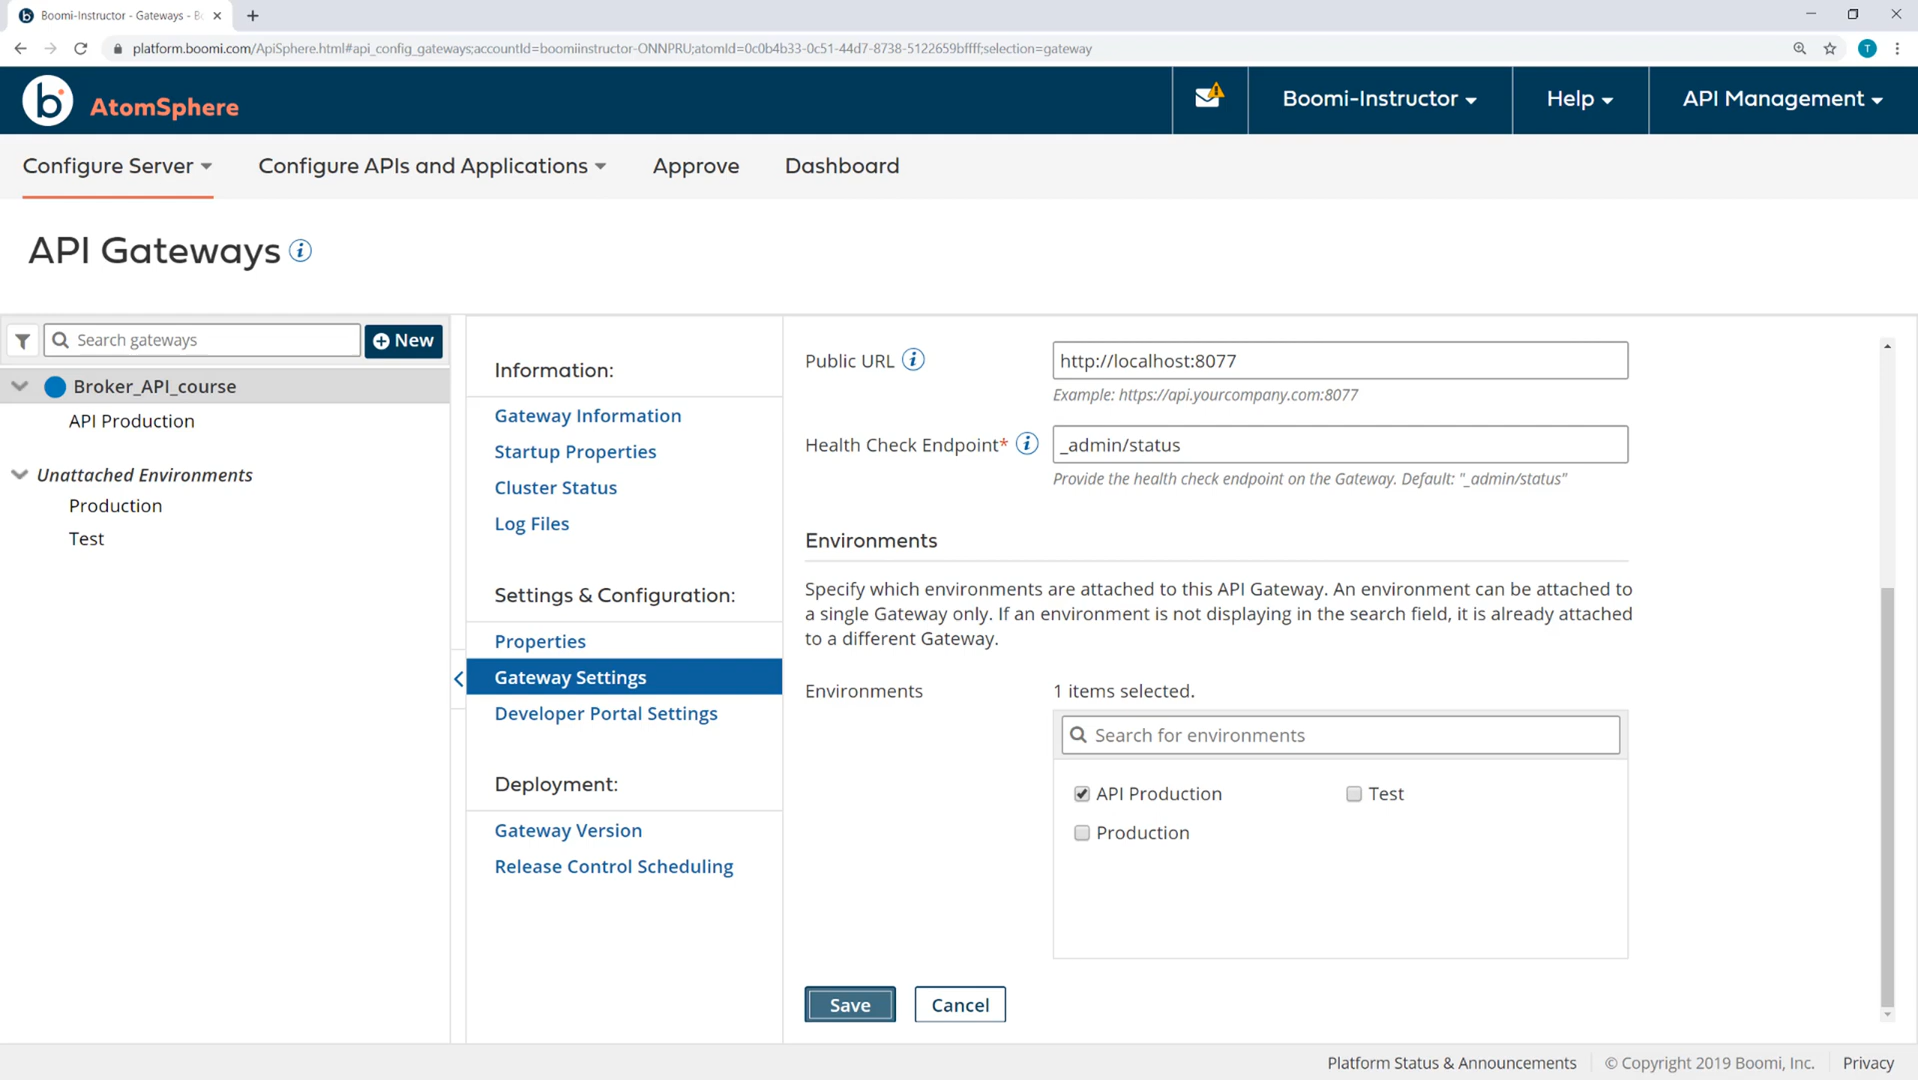 Boomi-Instructor - Gateways - Bo
platform.boomi.com/ApiSphere.html#api_config_gateways;accountId=boomiinstructor-ONNPRU;atomId=0c0b4b33-0c51-44d7-8738-5122659bffff;selection=gateway
T
b AtomSphere
Boomi-Instructor
Help
API Management
Configure Server
Configure APIs and Applications
Approve
Dashboard
API Gateways
Search gateways
New
Broker_API_course
API Production
Unattached Environments
Production
Test
Information:
Gateway Information
Startup Properties
Cluster Status
Log Files
Settings & Configuration:
Properties
Gateway Settings
Developer Portal Settings
Deployment:
Gateway Version
Release Control Scheduling
Public URL
http://localhost:8077
Example: https://api.yourcompany.com:8077
Health Check Endpoint*
_admin/status
Provide the health check endpoint on the Gateway. Default: "_admin/status"
Environments
Specify which environments are attached to this API Gateway. An environment can be attached to
a single Gateway only. If an environment is not displaying in the search field, it is already attached
to a different Gateway.
Environments
1 items selected.
Search for environments
API Production
Test
Production
Save
Cancel
Platform Status & Announcements
© Copyright 2019 Boomi, Inc.
Privacy